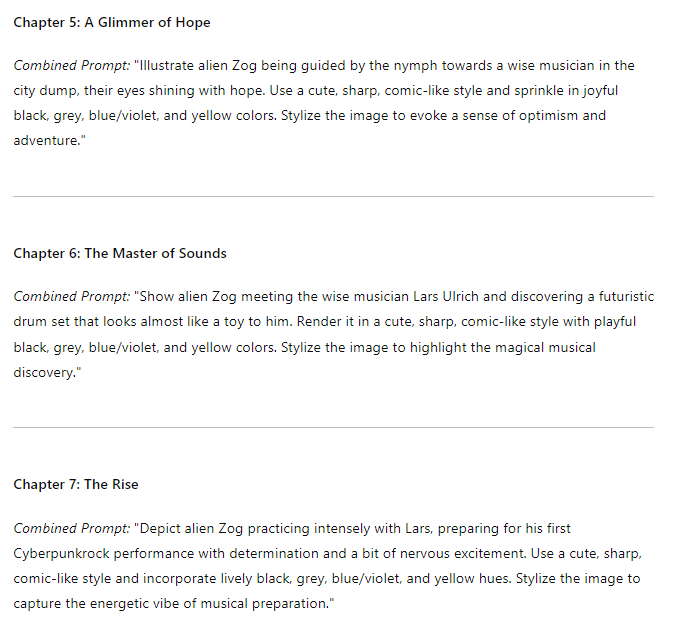 Chapter 5: A Glimmer of Hope
Combined Prompt: "Illustrate alien Zog being guided by the nymph towards a wise musician in the
city dump, their eyes shining with hope. Use a cute, sharp, comic-like style and sprinkle in joyful
black, grey, blue/violet, and yellow colors. Stylize the image to evoke a sense of optimism and
adventure."
Chapter 6: The Master of Sounds
Combined Prompt: "Show alien Zog meeting the wise musician Lars Ulrich and discovering a futuristic
drum set that looks almost like a toy to him. Render it in a cute, sharp, comic-like style with playful
black, grey, blue/violet, and yellow colors. Stylize the image to highlight the magical musical
discovery."
Chapter 7: The Rise
Combined Prompt: "Depict alien Zog practicing intensely with Lars, preparing for his first
Cyberpunkrock performance with determination and a bit of nervous excitement. Use a cute, sharp,
comic-like style and incorporate lively black, grey, blue/violet, and yellow hues. Stylize the image to
capture the energetic vibe of musical preparation."